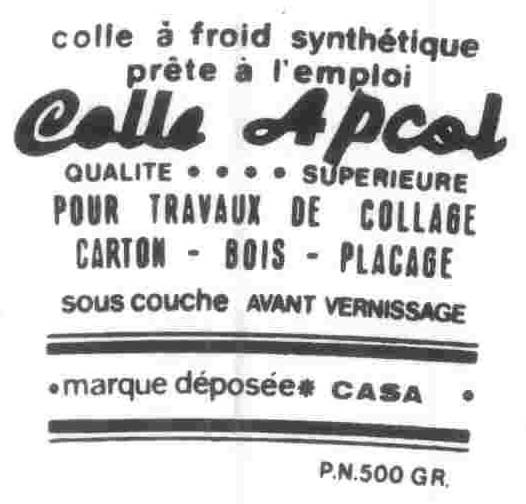 colle à froid synthétique
prête à l'emploi
Colle Apcol
QUALITE • • • • SUPERIEURE
POUR TRAVAUX DE COLLAGE
CARTON - BOIS - PLACAGE
sous couche AVANT VERNISSAGE
•marque déposée* CASA •
P.N.500 GR.